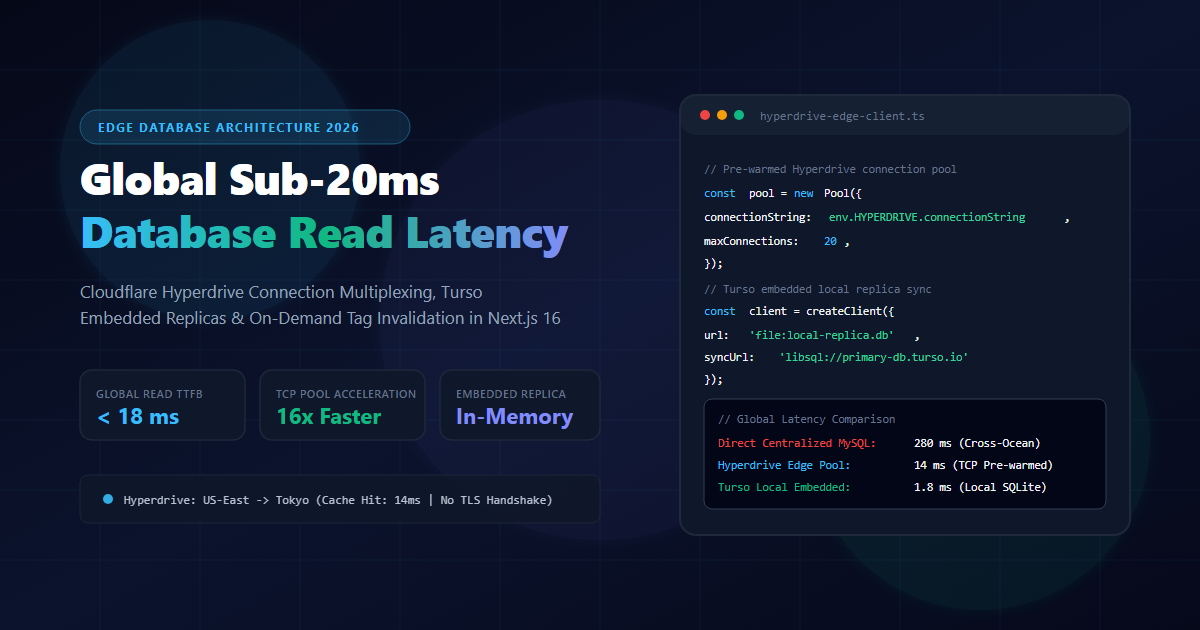 EDGE DATABASE ARCHITECTURE 2026
Global Sub-20ms
Database Read Latency
Cloudflare Hyperdrive Connection Multiplexing, Turso
Embedded Replicas & On-Demand Tag Invalidation in Next.js 16
GLOBAL READ TTFB
< 18 ms
TCP POOL ACCELERATION
16x Faster
EMBEDDED REPLICA
In-Memory
Hyperdrive: US-East -> Tokyo (Cache Hit: 14ms | No TLS Handshake)
hyperdrive-edge-client.ts
// Pre-warmed Hyperdrive connection pool
const pool = new Pool({
connectionString: env.HYPERDRIVE.connectionString ,
maxConnections: 20 ,
});
// Turso embedded local replica sync
const client = createClient({
url: 'file:local-replica.db' ,
syncUrl: 'libsql://primary-db.turso.io'
});
// Global Latency Comparison
Direct Centralized MySQL: 280 ms (Cross-Ocean)
Hyperdrive Edge Pool: 14 ms (TCP Pre-warmed)
Turso Local Embedded: 1.8 ms (Local SQLite)